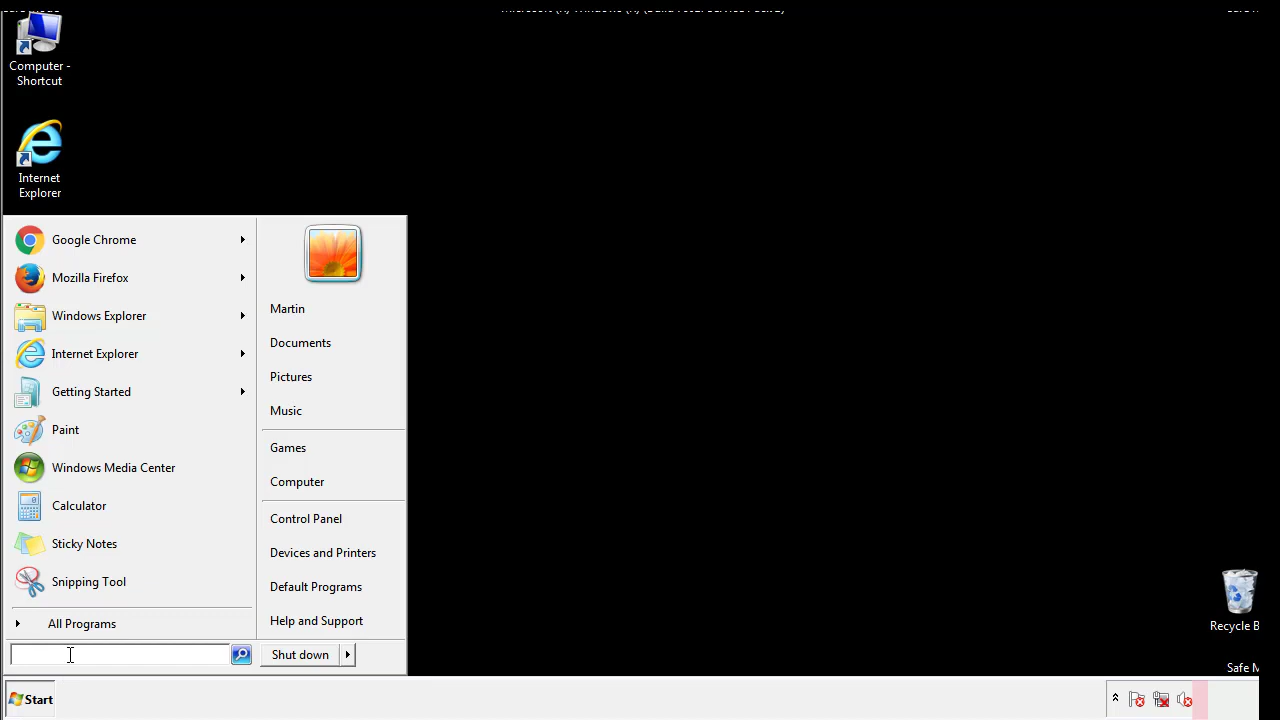 Computer -
Shortcut
Internet
Explorer
Google Chrome
Mozilla Firefox
Windows Explorer
Internet Explorer
Getting Started
Paint
Windows Media Center
Calculator
Sticky Notes
Snipping Tool
All Programs
Martin
Documents
Pictures
Music
Games
Computer
Control Panel
Devices and Printers
Default Programs
Help and Support
Shut down
Recycle B
Safe M
Start